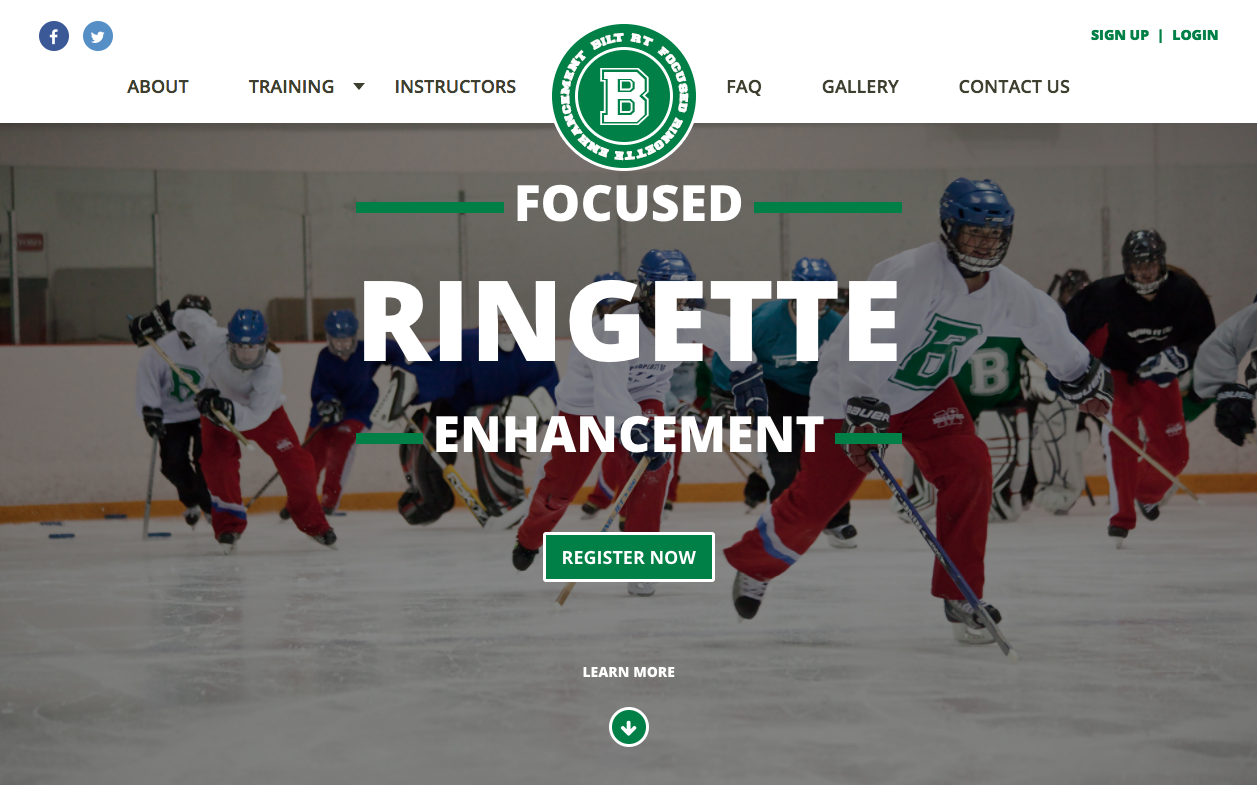 SIGN UP | LOGIN
ABOUT TRAINING INSTRUCTORS FAQ GALLERY CONTACT US
BILT RT FOCUSED RINGETTE ENHANCEMENT
B
FOCUSED
RINGETTE
ENHANCEMENT
B
B
BAUER
REGISTER NOW
LEARN MORE